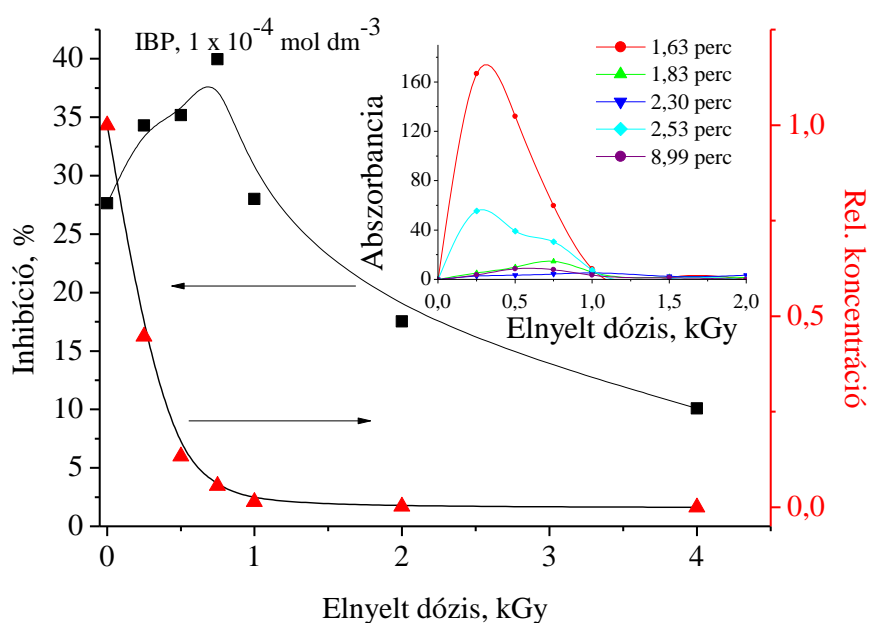 IBP, 1 x 10⁻⁴ mol dm⁻³
Inhibíció, %
40
35
30
25
20
15
10
5
0
0 1 2 3 4
Elnyelt dózis, kGy
1,0
0,5
0,0
Rel. koncentráció
Abszorbancia
160
120
80
40
0
0,0 0,5 1,0 1,5 2,0
Elnyelt dózis, kGy
1,63 perc
1,83 perc
2,30 perc
2,53 perc
8,99 perc